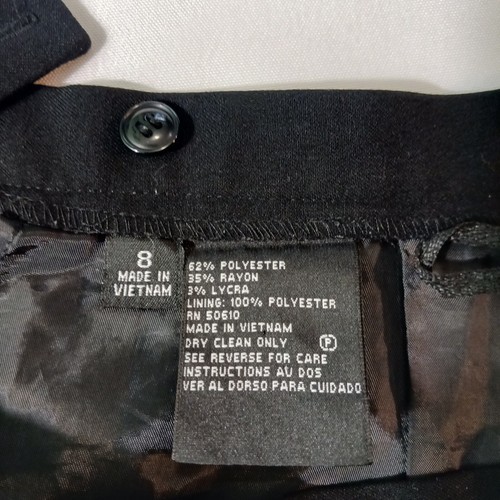 8
MADE IN
VIETNAM
62% POLYESTER
35% RAYON
3% LYCRA
LINING: 100% POLYESTER
RN 50610
MADE IN VIETNAM
DRY CLEAN ONLY Ⓟ
SEE REVERSE FOR CARE
INSTRUCTIONS AU DOS
VER AL DORSO PARA CUIDADO